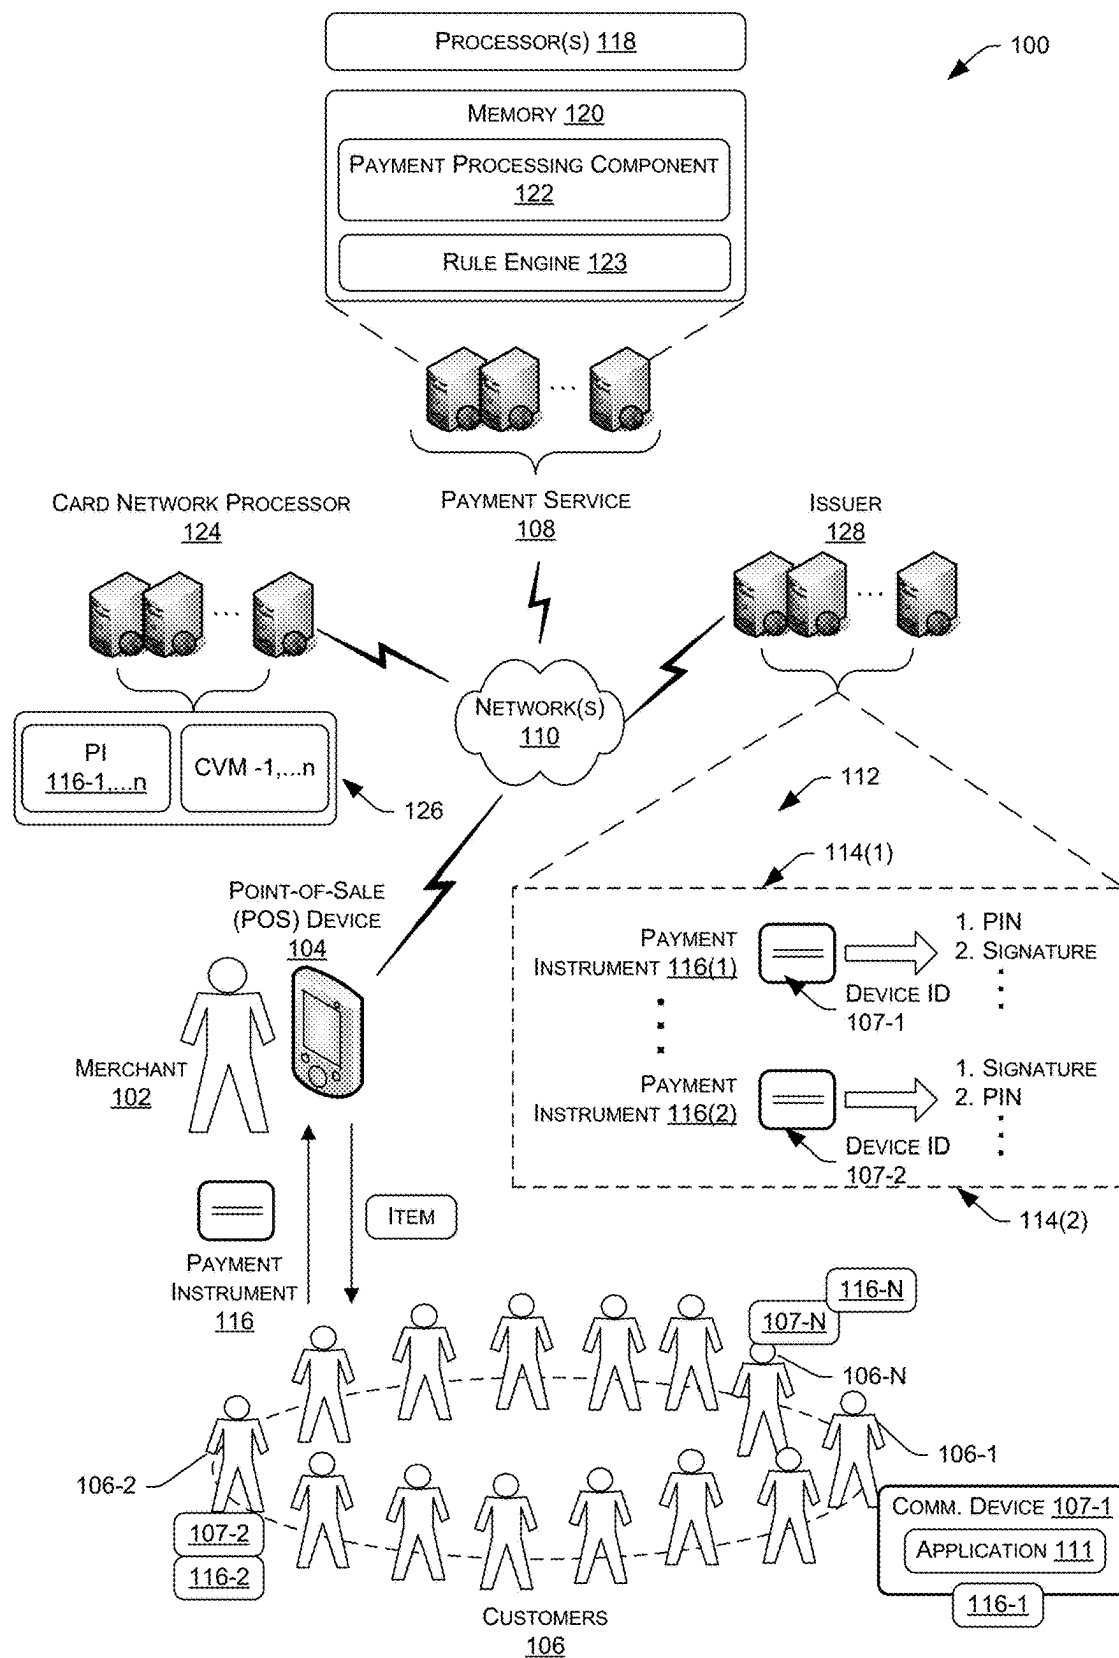 PROCESSOR(S) 118
100
MEMORY 120
PAYMENT PROCESSING COMPONENT
122
RULE ENGINE 123
...
CARD NETWORK PROCESSOR
124
PAYMENT SERVICE
108
ISSUER
128
...
...
NETWORK(S)
110
PI
116-1,...n
CVM -1,...n
126
112
114(1)
POINT-OF-SALE
(POS) DEVICE
104
PAYMENT
INSTRUMENT 116(1)
1. PIN
2. SIGNATURE
DEVICE ID
107-1
MERCHANT
102
PAYMENT
INSTRUMENT 116(2)
1. SIGNATURE
2. PIN
DEVICE ID
107-2
114(2)
ITEM
PAYMENT
INSTRUMENT
116
116-N
107-N
106-N
106-1
106-2
107-2
116-2
COMM. DEVICE 107-1
APPLICATION 111
116-1
CUSTOMERS
106